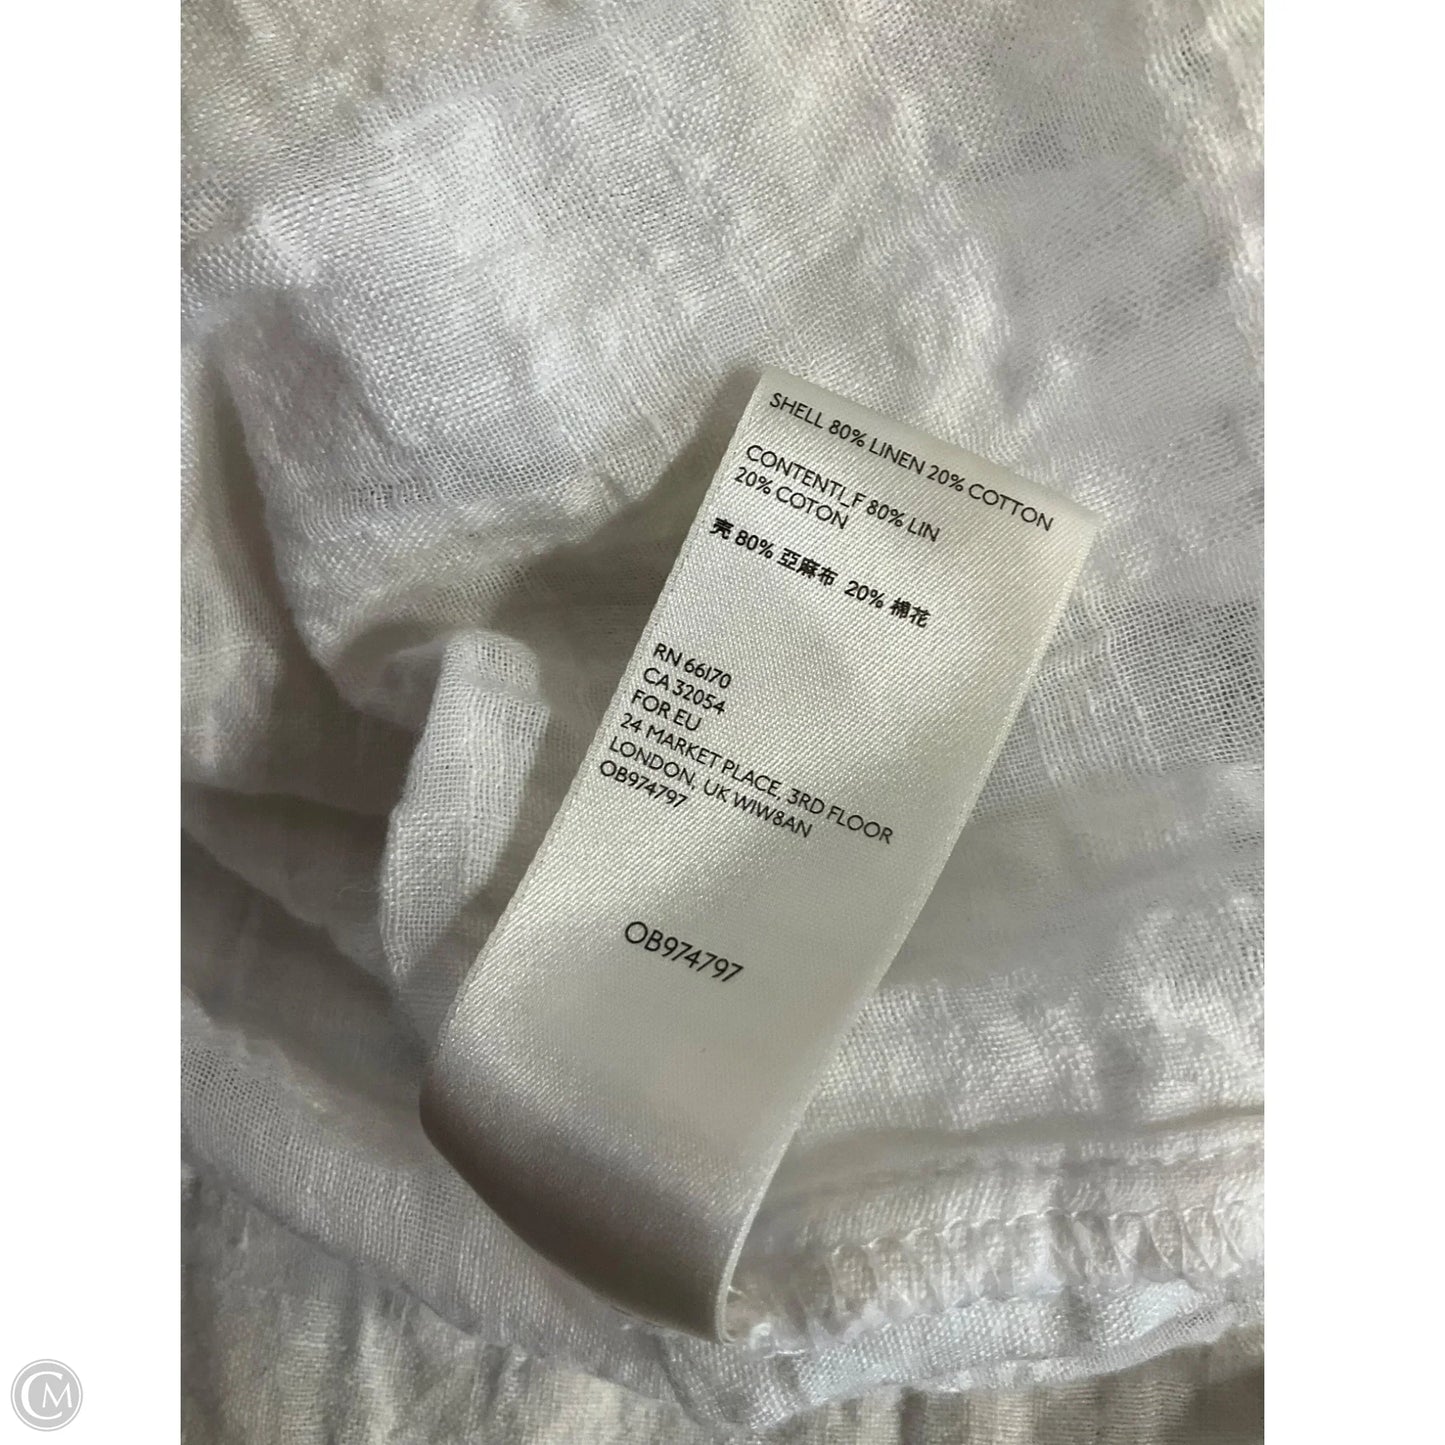 SHELL 80% LINEN 20% COTTON
CONTENTI_F 80% LIN
20% COTON
壳 80% 亞麻布 20% 棉花
RN 66170
CA 32054
FOR EU
24 MARKET PLACE, 3RD FLOOR
LONDON, UK W1W8AN
OB974797
OB974797
CM